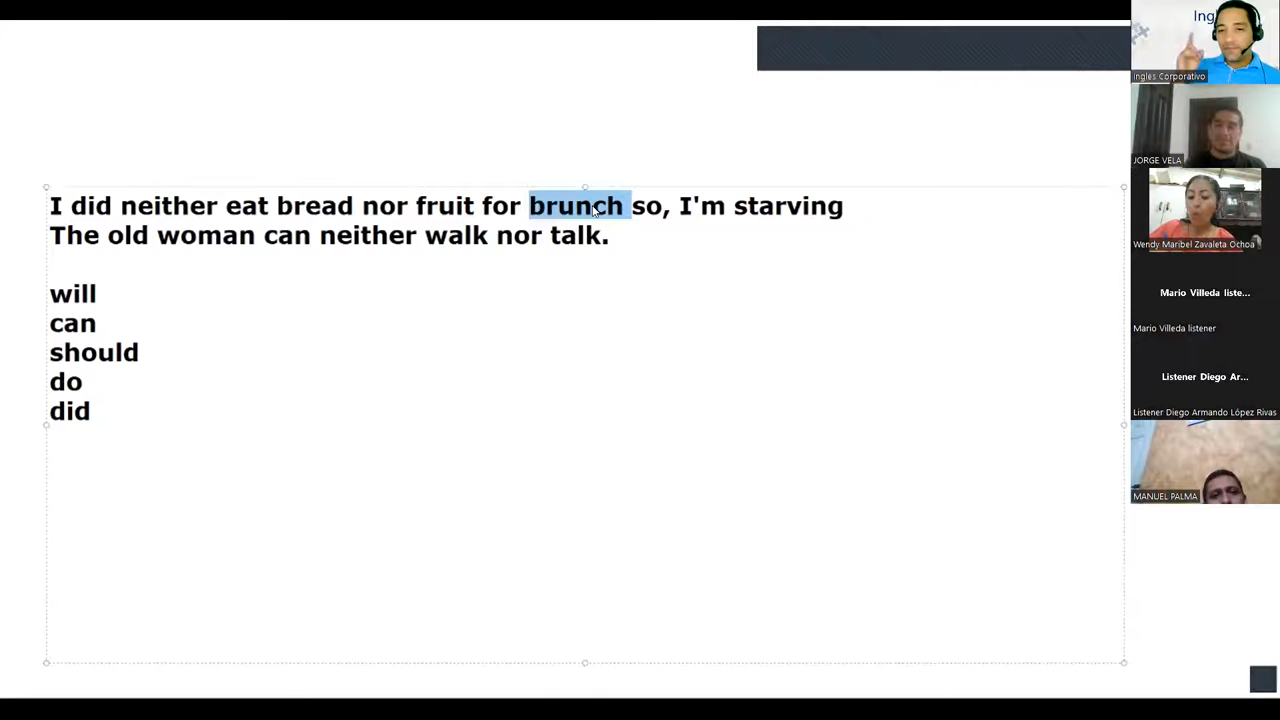 I did neither eat bread nor fruit for brunch so, I'm starving
The old woman can neither walk nor talk.
will
can
should
do
did
Ing
Ingles Corporativo
JORGE VELA
Wendy Maribel Zavaleta Ochoa
Mario Villeda liste...
Mario Villeda listener
Listener Diego Ar...
Listener Diego Armando López Rivas
MANUEL PALMA